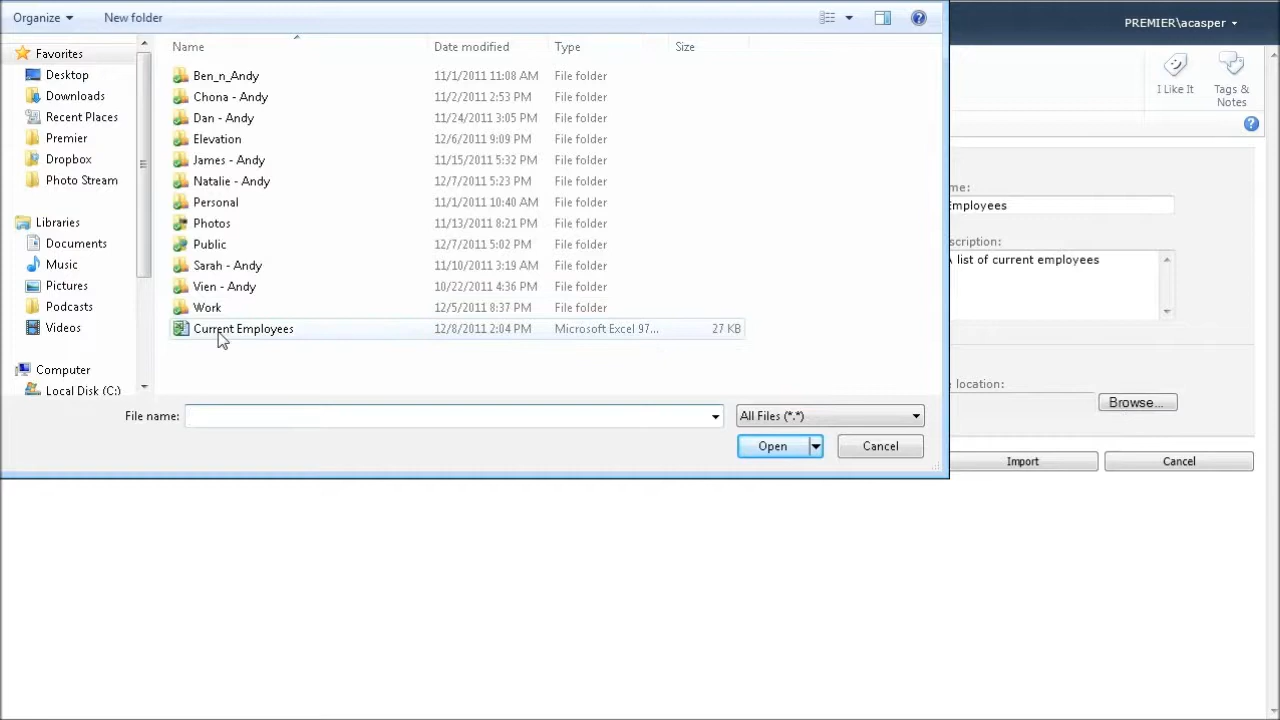 Organize New folder
PREMIER\acasper
I Like It
Tags &
Notes
Favorites
Desktop
Downloads
Recent Places
Premier
Dropbox
Photo Stream
Libraries
Documents
Music
Pictures
Podcasts
Videos
Computer
Local Disk (C:)
Name Date modified Type Size
Ben_n_Andy 11/1/2011 11:08 AM File folder
Chona - Andy 11/2/2011 2:53 PM File folder
Dan - Andy 11/24/2011 3:05 PM File folder
Elevation 12/6/2011 9:09 PM File folder
James - Andy 11/15/2011 5:32 PM File folder
Natalie - Andy 12/7/2011 5:23 PM File folder
Personal 11/1/2011 10:40 AM File folder
Photos 11/13/2011 8:21 PM File folder
Public 12/7/2011 5:02 PM File folder
Sarah - Andy 11/10/2011 3:19 AM File folder
Vien - Andy 10/22/2011 4:36 PM File folder
Work 12/5/2011 8:37 PM File folder
Current Employees 12/8/2011 2:04 PM Microsoft Excel 97... 27 KB
File name: All Files (*.*)
Open Cancel
me:
mployees
scription:
list of current employees
e location:
Browse...
Import Cancel